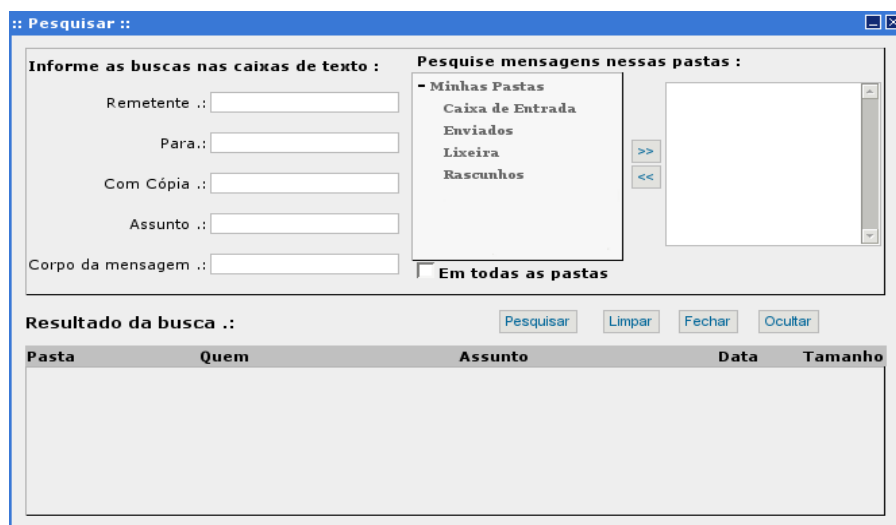 :: Pesquisar ::
Informe as buscas nas caixas de texto :
Remetente .:
Para.:
Com Cópia .:
Assunto .:
Corpo da mensagem .:
Pesquise mensagens nessas pastas :
- Minhas Pastas
Caixa de Entrada
Enviados
Lixeira
Rascunhos
>>
<<
Em todas as pastas
Resultado da busca .:
Pesquisar Limpar Fechar Ocultar
Pasta Quem Assunto Data Tamanho